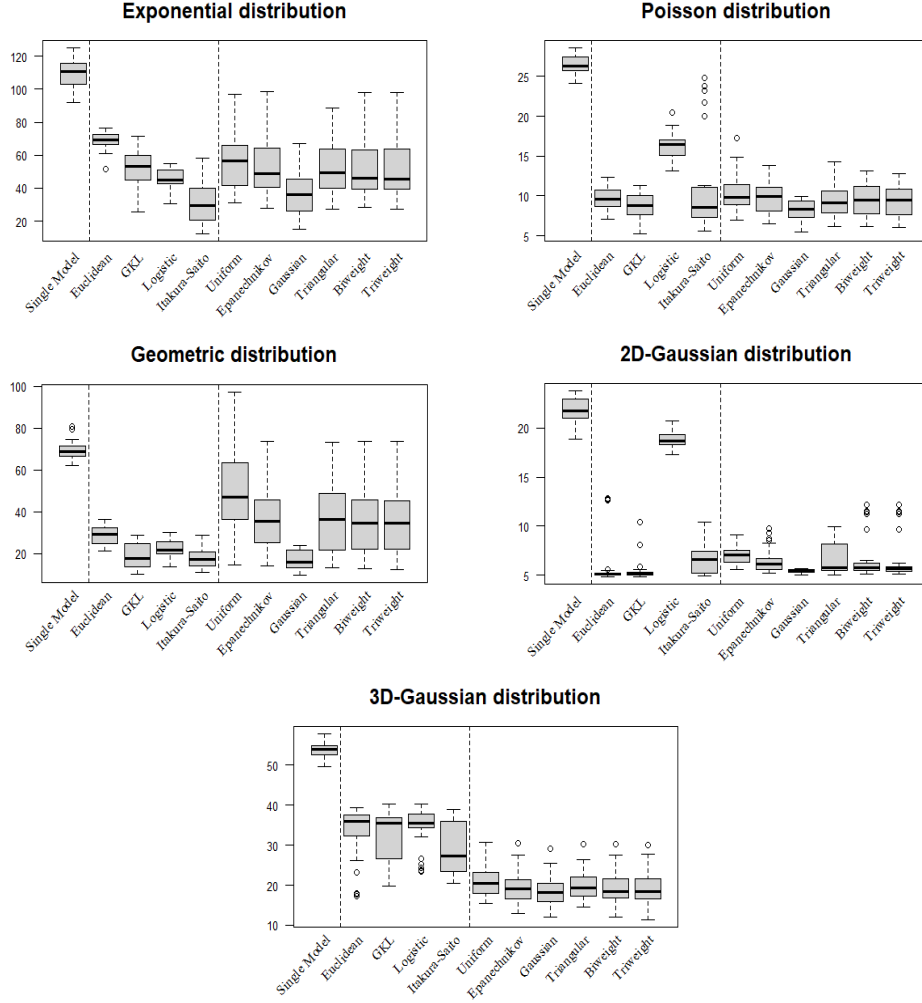 Exponential distribution
120
100
80
60
40
20
Single Model
Euclidean
GKL
Logistic
Itakura-Saito
Uniform
Epanechnikov
Gaussian
Triangular
Biweight
Triweight
Poisson distribution
25
20
15
10
5
Single Model
Euclidean
GKL
Logistic
Itakura-Saito
Uniform
Epanechnikov
Gaussian
Triangular
Biweight
Triweight
Geometric distribution
100
80
60
40
20
Single Model
Euclidean
GKL
Logistic
Itakura-Saito
Uniform
Epanechnikov
Gaussian
Triangular
Biweight
Triweight
2D-Gaussian distribution
20
15
10
5
Single Model
Euclidean
GKL
Logistic
Itakura-Saito
Uniform
Epanechnikov
Gaussian
Triangular
Biweight
Triweight
3D-Gaussian distribution
50
40
30
20
10
Single Model
Euclidean
GKL
Logistic
Itakura-Saito
Uniform
Epanechnikov
Gaussian
Triangular
Biweight
Triweight